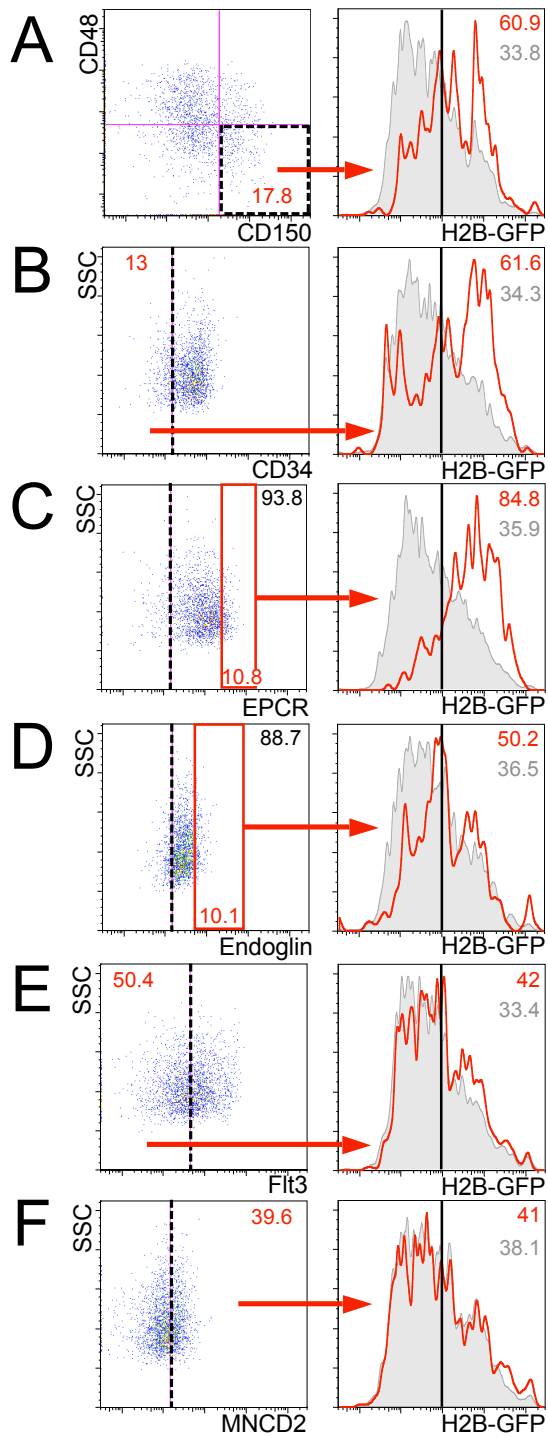 A
CD48
17.8
CD150
60.9
33.8
H2B-GFP
B
SSC
13
CD34
61.6
34.3
H2B-GFP
C
SSC
93.8
10.8
EPCR
84.8
35.9
H2B-GFP
D
SSC
88.7
10.1
Endoglin
50.2
36.5
H2B-GFP
E
SSC
50.4
Flt3
42
33.4
H2B-GFP
F
SSC
39.6
MNCD2
41
38.1
H2B-GFP